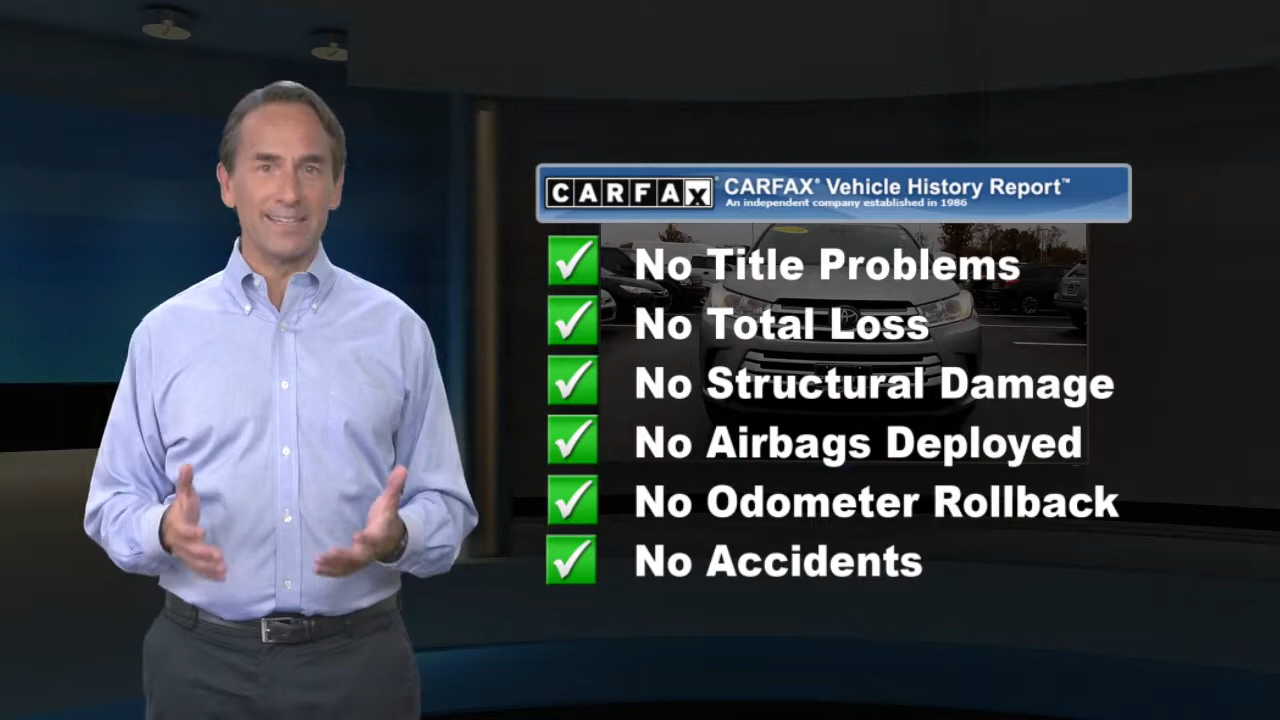 CARFAX® CARFAX® Vehicle History Report™
An independent company established in 1986
No Title Problems
No Total Loss
No Structural Damage
No Airbags Deployed
No Odometer Rollback
No Accidents